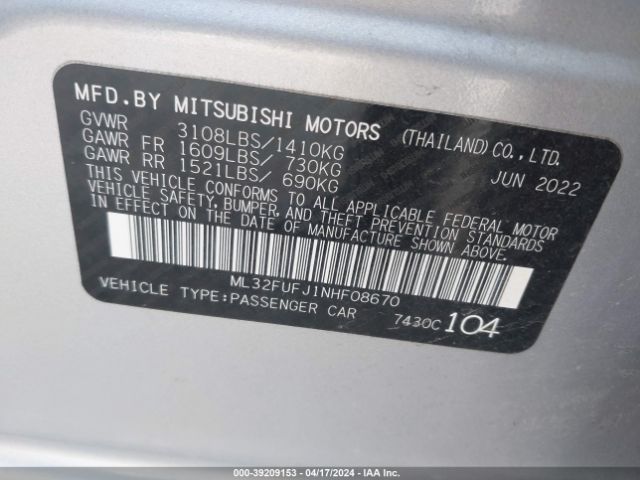 MFD.BY MITSUBISHI MOTORS (THAILAND) CO., LTD.
GVWR 3108LBS/1410KG
GAWR FR 1609LBS/ 730KG JUN 2022
GAWR RR 1521LBS/ 690KG
THIS VEHICLE CONFORMS TO ALL APPLICABLE FEDERAL MOTOR
VEHICLE SAFETY, BUMPER, AND THEFT PREVENTION STANDARDS
IN EFFECT ON THE DATE OF MANUFACTURE SHOWN ABOVE.
ML32FUFJ1NHF08670
VEHICLE TYPE:PASSENGER CAR 7430C 104
000-39209153 - 04/17/2024 - IAA Inc.